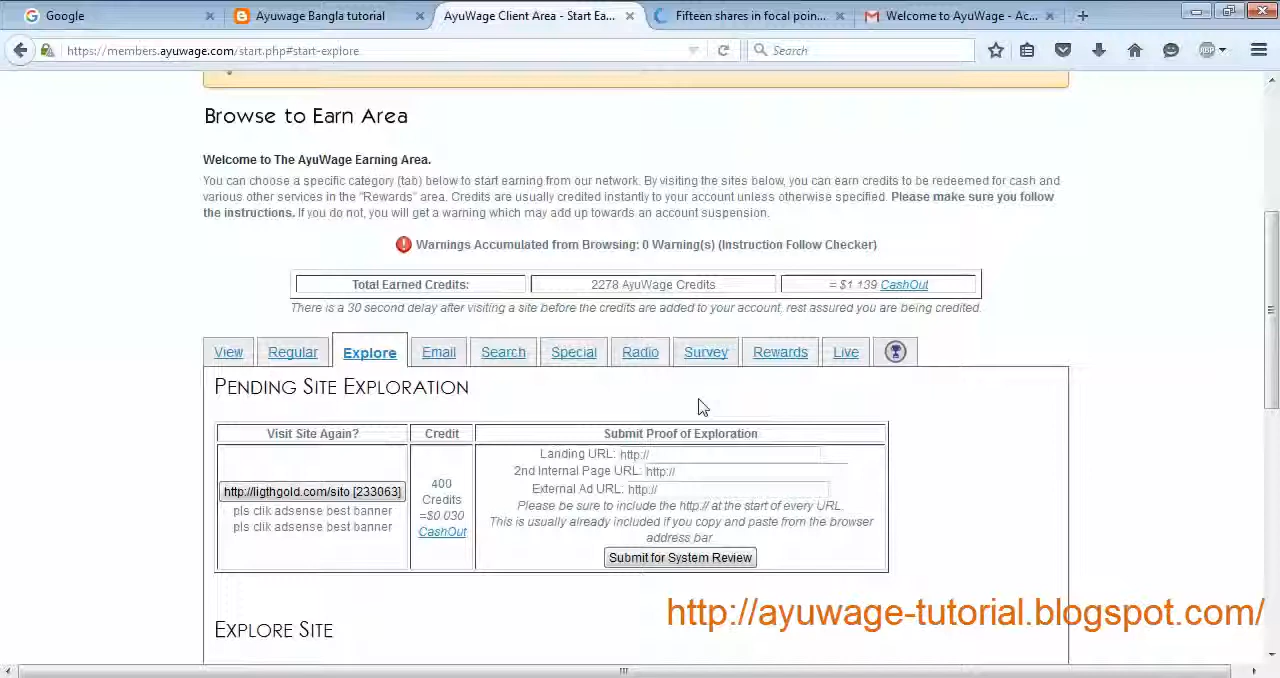 Google
Ayuwage Bangla tutorial
AyuWage Client Area - Start Ea...
Fifteen shares in focal poin...
Welcome to AyuWage - Ac...
https://members.ayuwage.com/start.php#start-explore
Search
ABP
Browse to Earn Area
Welcome to The AyuWage Earning Area.
You can choose a specific category (tab) below to start earning from our network. By visiting the sites below, you can earn credits to be redeemed for cash and
various other services in the "Rewards" area. Credits are usually credited instantly to your account unless otherwise specified. Please make sure you follow
the instructions. If you do not, you will get a warning which may add up towards an account suspension.
Warnings Accumulated from Browsing: 0 Warning(s) (Instruction Follow Checker)
Total Earned Credits: 2278 AyuWage Credits = $1.139 CashOut
There is a 30 second delay after visiting a site before the credits are added to your account, rest assured you are being credited.
View Regular Explore Email Search Special Radio Survey Rewards Live
PENDING SITE EXPLORATION
Visit Site Again? Credit Submit Proof of Exploration
http://ligthgold.com/sito [233063]
pls clik adsense best banner
pls clik adsense best banner
400
Credits
=$0.030
CashOut
Landing URL: http://
2nd Internal Page URL: http://
External Ad URL: http://
Please be sure to include the http:// at the start of every URL.
This is usually already included if you copy and paste from the browser
address bar
Submit for System Review
http://ayuwage-tutorial.blogspot.com/
EXPLORE SITE